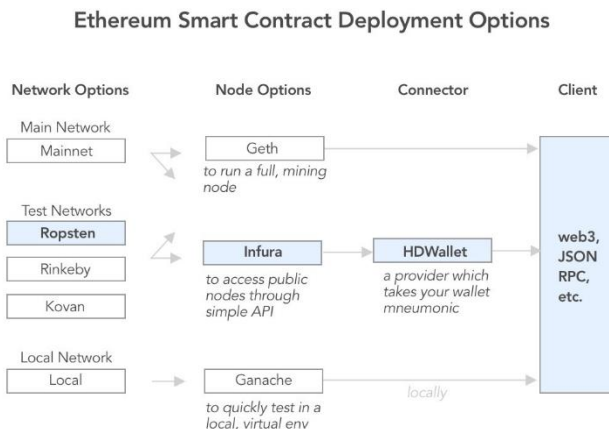 Ethereum Smart Contract Deployment Options
Network Options
Node Options
Connector
Client
Main Network
Mainnet
Geth
to run a full, mining
node
Test Networks
Ropsten
Rinkeby
Kovan
Infura
to access public
nodes through
simple API
HDWallet
a provider which
takes your wallet
mneumonic
web3,
JSON
RPC,
etc.
Local Network
Local
Ganache
to quickly test in a
local, virtual env
locally